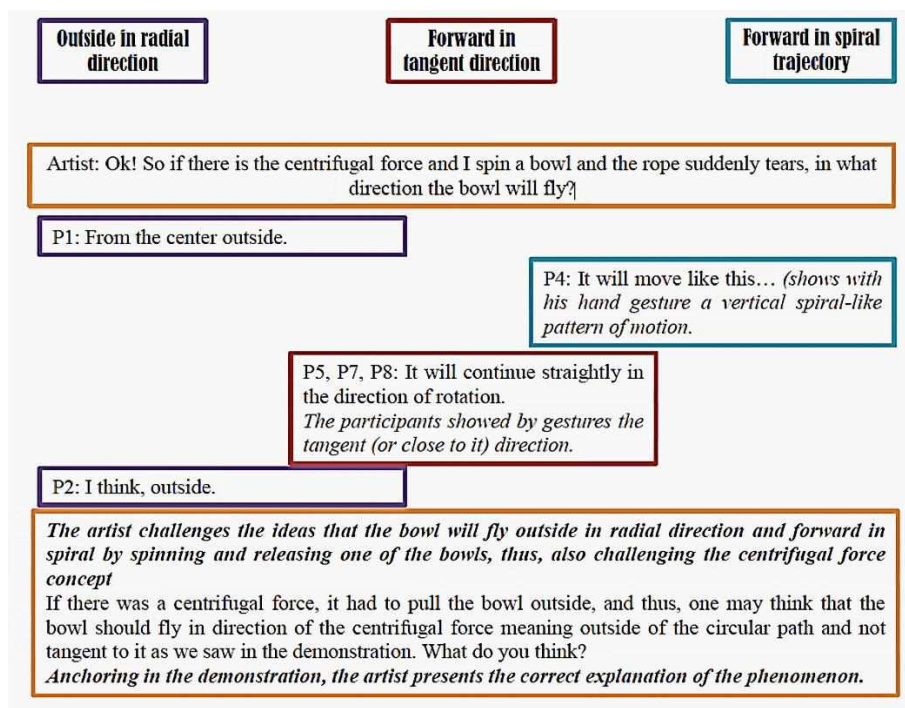 Outside in radial
direction
Forward in
tangent direction
Forward in spiral
trajectory
Artist: Ok! So if there is the centrifugal force and I spin a bowl and the rope suddenly tears, in what
direction the bowl will fly?
P1: From the center outside.
P4: It will move like this… (shows with
his hand gesture a vertical spiral-like
pattern of motion.
P5, P7, P8: It will continue straightly in
the direction of rotation.
The participants showed by gestures the
tangent (or close to it) direction.
P2: I think, outside.
The artist challenges the ideas that the bowl will fly outside in radial direction and forward in
spiral by spinning and releasing one of the bowls, thus, also challenging the centrifugal force
concept
If there was a centrifugal force, it had to pull the bowl outside, and thus, one may think that the
bowl should fly in direction of the centrifugal force meaning outside of the circular path and not
tangent to it as we saw in the demonstration. What do you think?
Anchoring in the demonstration, the artist presents the correct explanation of the phenomenon.